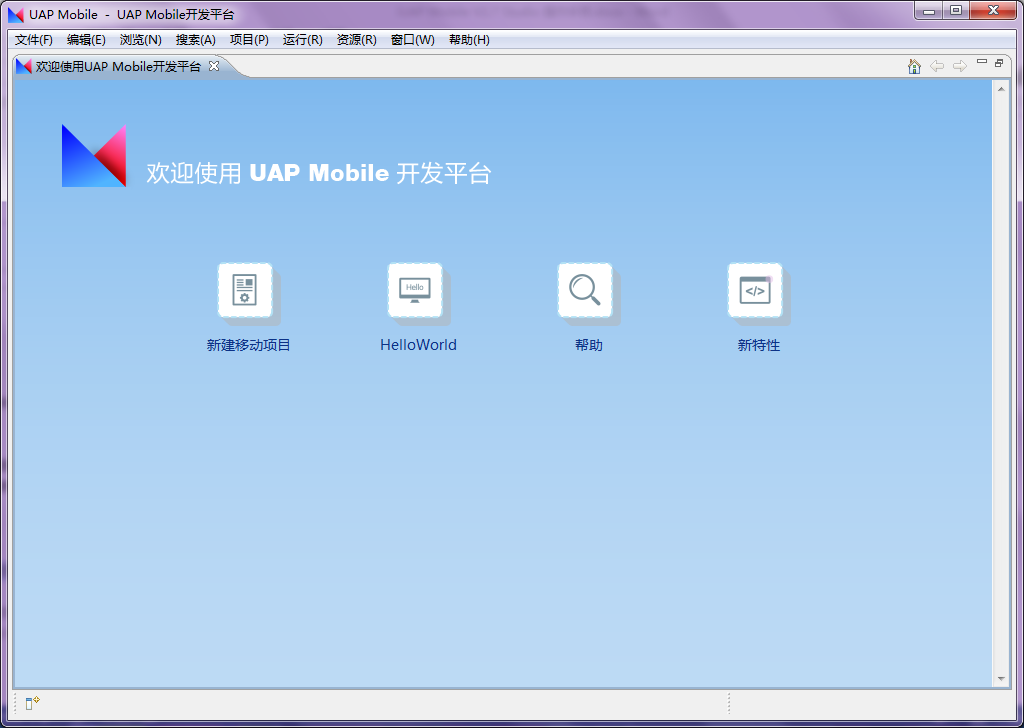 UAP Mobile - UAP Mobile开发平台
文件(F) 编辑(E) 浏览(N) 搜索(A) 项目(P) 运行(R) 资源(R) 窗口(W) 帮助(H)
欢迎使用UAP Mobile开发平台
欢迎使用 UAP Mobile 开发平台
Hello
</>
新建移动项目 HelloWorld 帮助 新特性